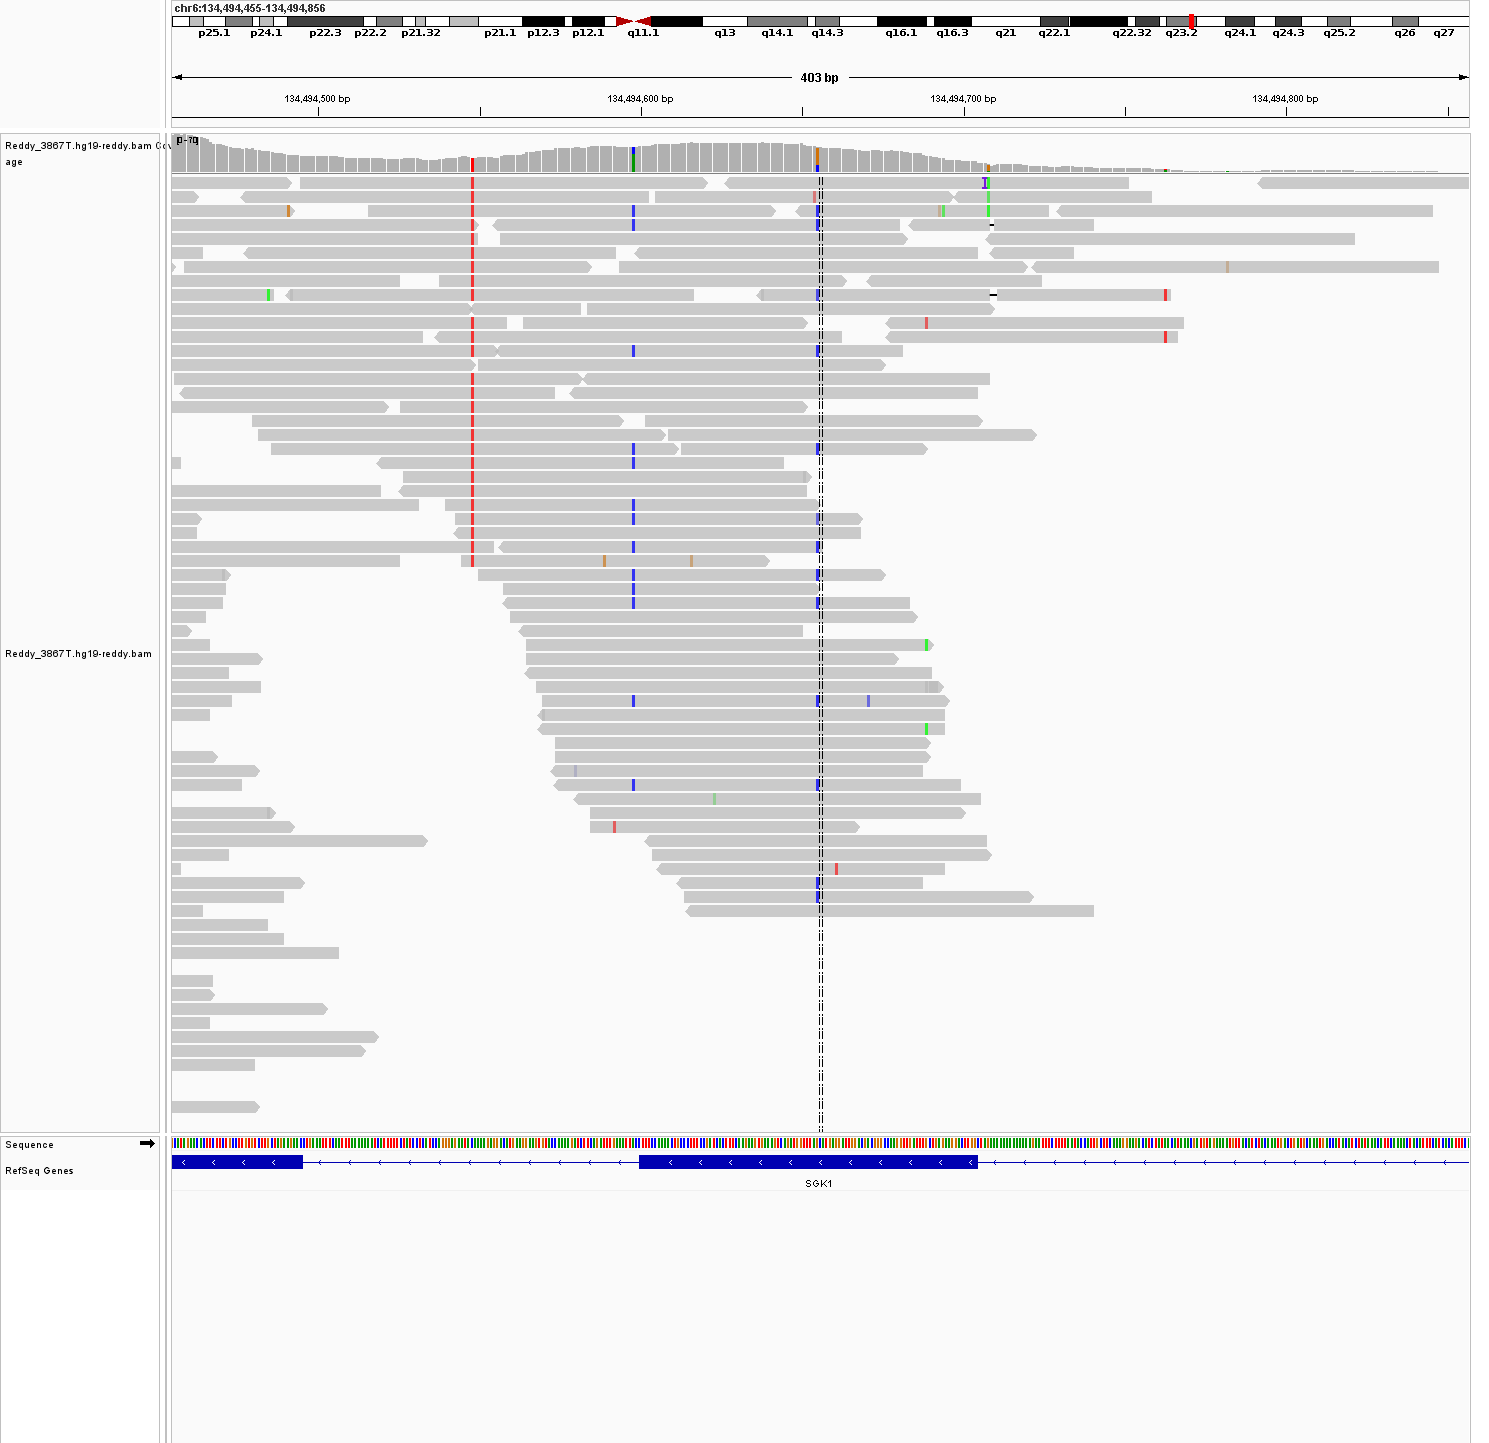 chr6:134,494,455-134,494,856
p25.1 p24.1 p22.3 p22.2 p21.32 p21.1 p12.3 p12.1 q11.1 q13 q14.1 q14.3 q16.1 q16.3 q21 q22.1 q22.32 q23.2 q24.1 q24.3 q25.2 q26 q27
403 bp
134,494,500 bp 134,494,600 bp 134,494,700 bp 134,494,800 bp
Reddy_3867T.hg19-reddy.bam Cov
age
Reddy_3867T.hg19-reddy.bam
Sequence
RefSeq Genes
SGK1